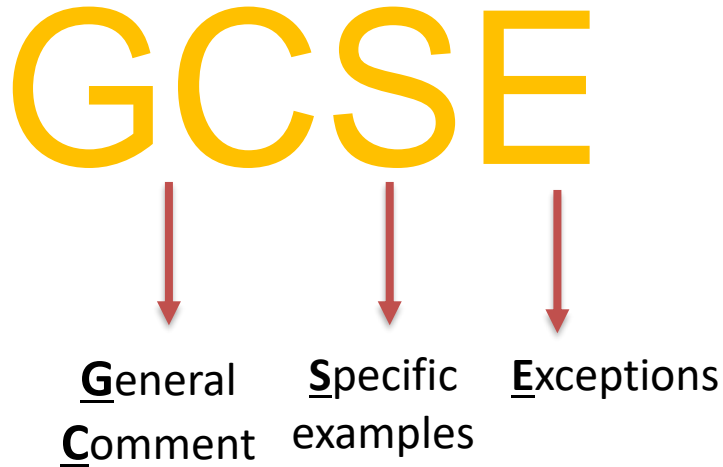 GCSE
General
Comment
Specific
examples
Exceptions